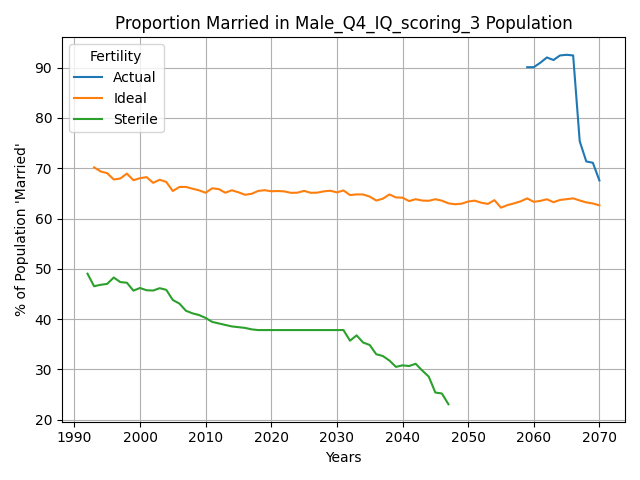 Proportion Married in Male_Q4_IQ_scoring_3 Population
Fertility
Actual
Ideal
Sterile
% of Population 'Married'
90
80
70
60
50
40
30
20
1990 2000 2010 2020 2030 2040 2050 2060 2070
Years